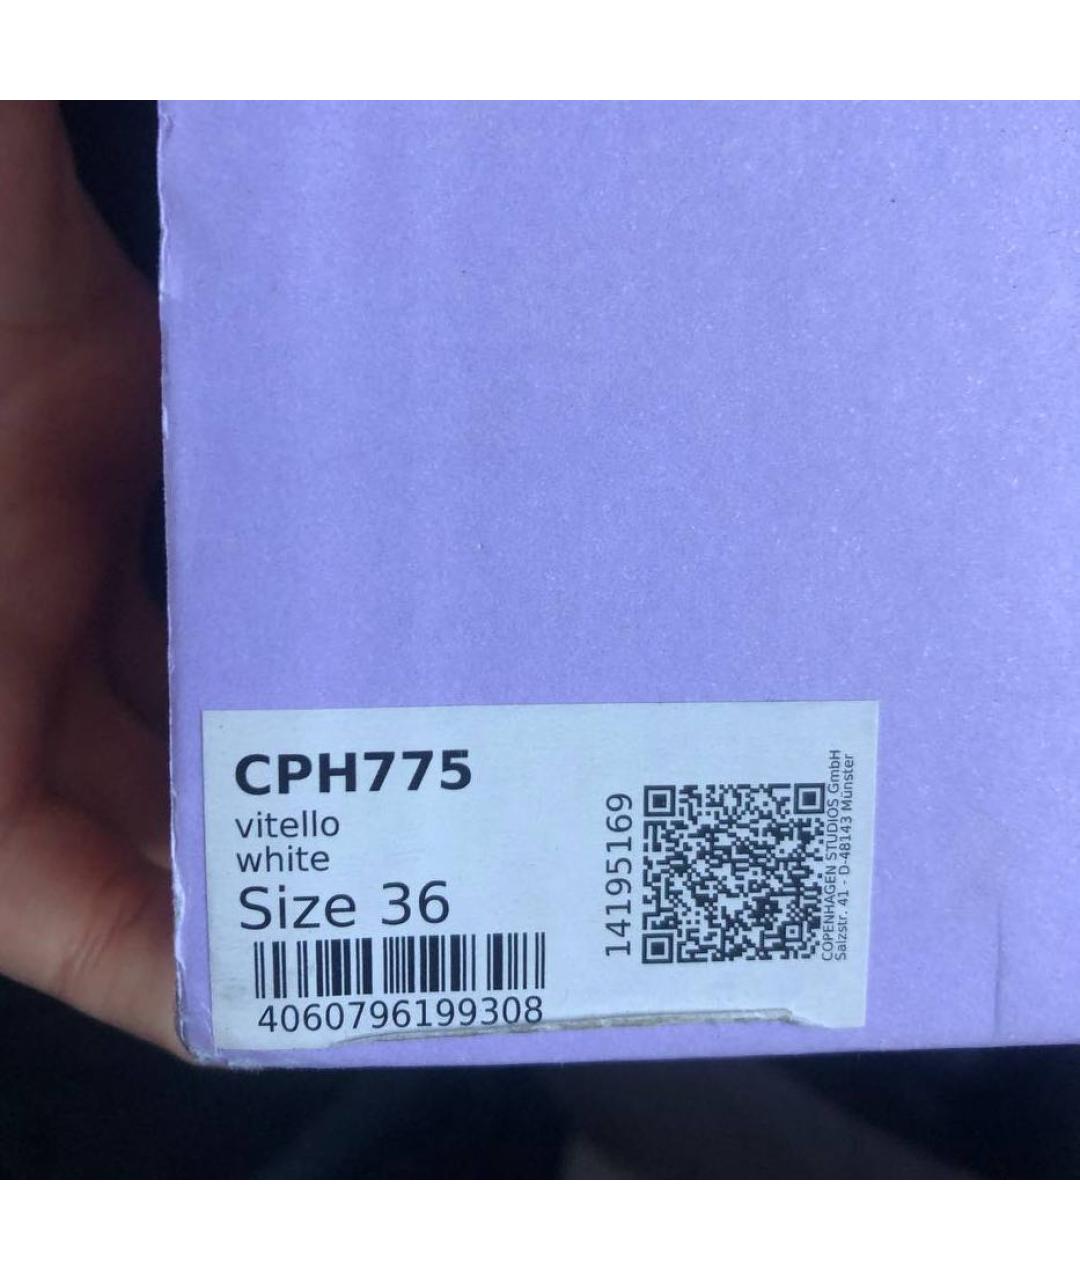 CPH775
vitello
white
Size 36
4060796199308
14195169
COPENHAGEN STUDIOS GmbH
Salzstr. 41 - D-48143 Münster